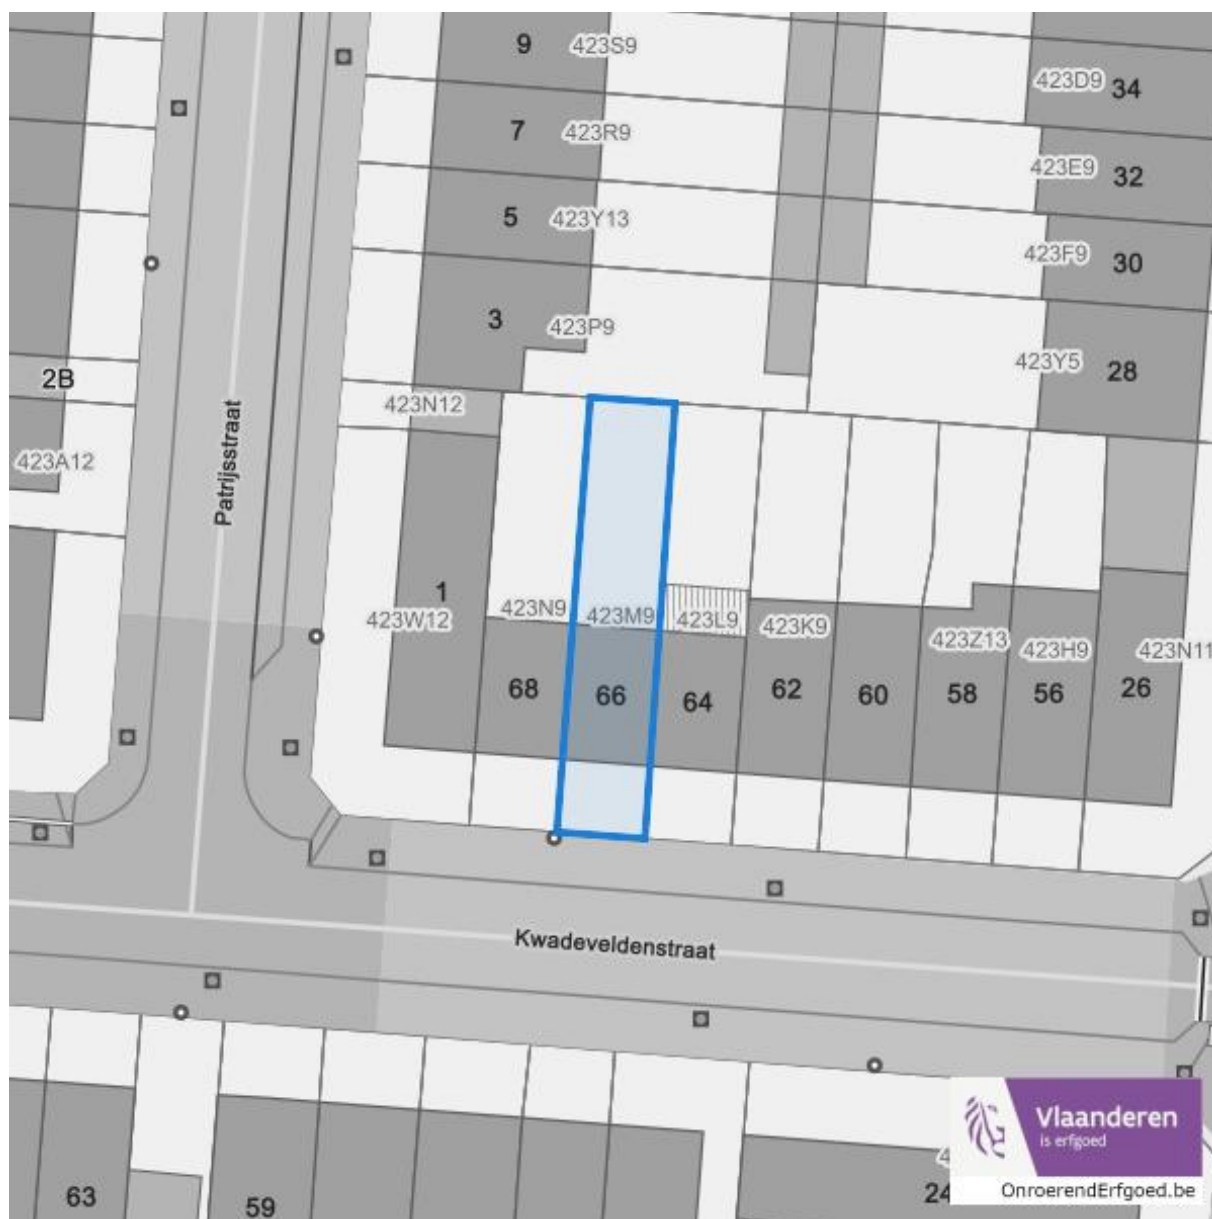 9 423S9
423D9 34
7 423R9
423E9 32
5 423Y13
423F9 30
3 423P9
423Y5 28
2B
423N12
423A12
Patrijsstraat
1
423W12
423N9 423M9 423L9 423K9 423Z13 423H9 423N11
68 66 64 62 60 58 56 26
Kwadeveldenstraat
63
59
24
Vlaanderen
is erfgoed
OnroerendErfgoed.be